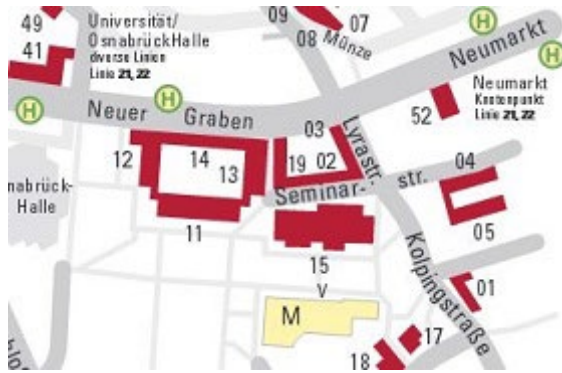 49
41
Universität/
OsnabrückHalle
diverse Linien
Linie 21, 22
09
07
08 Münze
H
Neumarkt
H
Neumarkt
Knotenpunkt
Linie 21, 22
52
H
H
Neuer Graben
03
Lyrastr.
12
14
13
19 02
04
nabrück-
Halle
Seminar- str.
11
15
05
V
Kolpingstraße
01
M
17
18